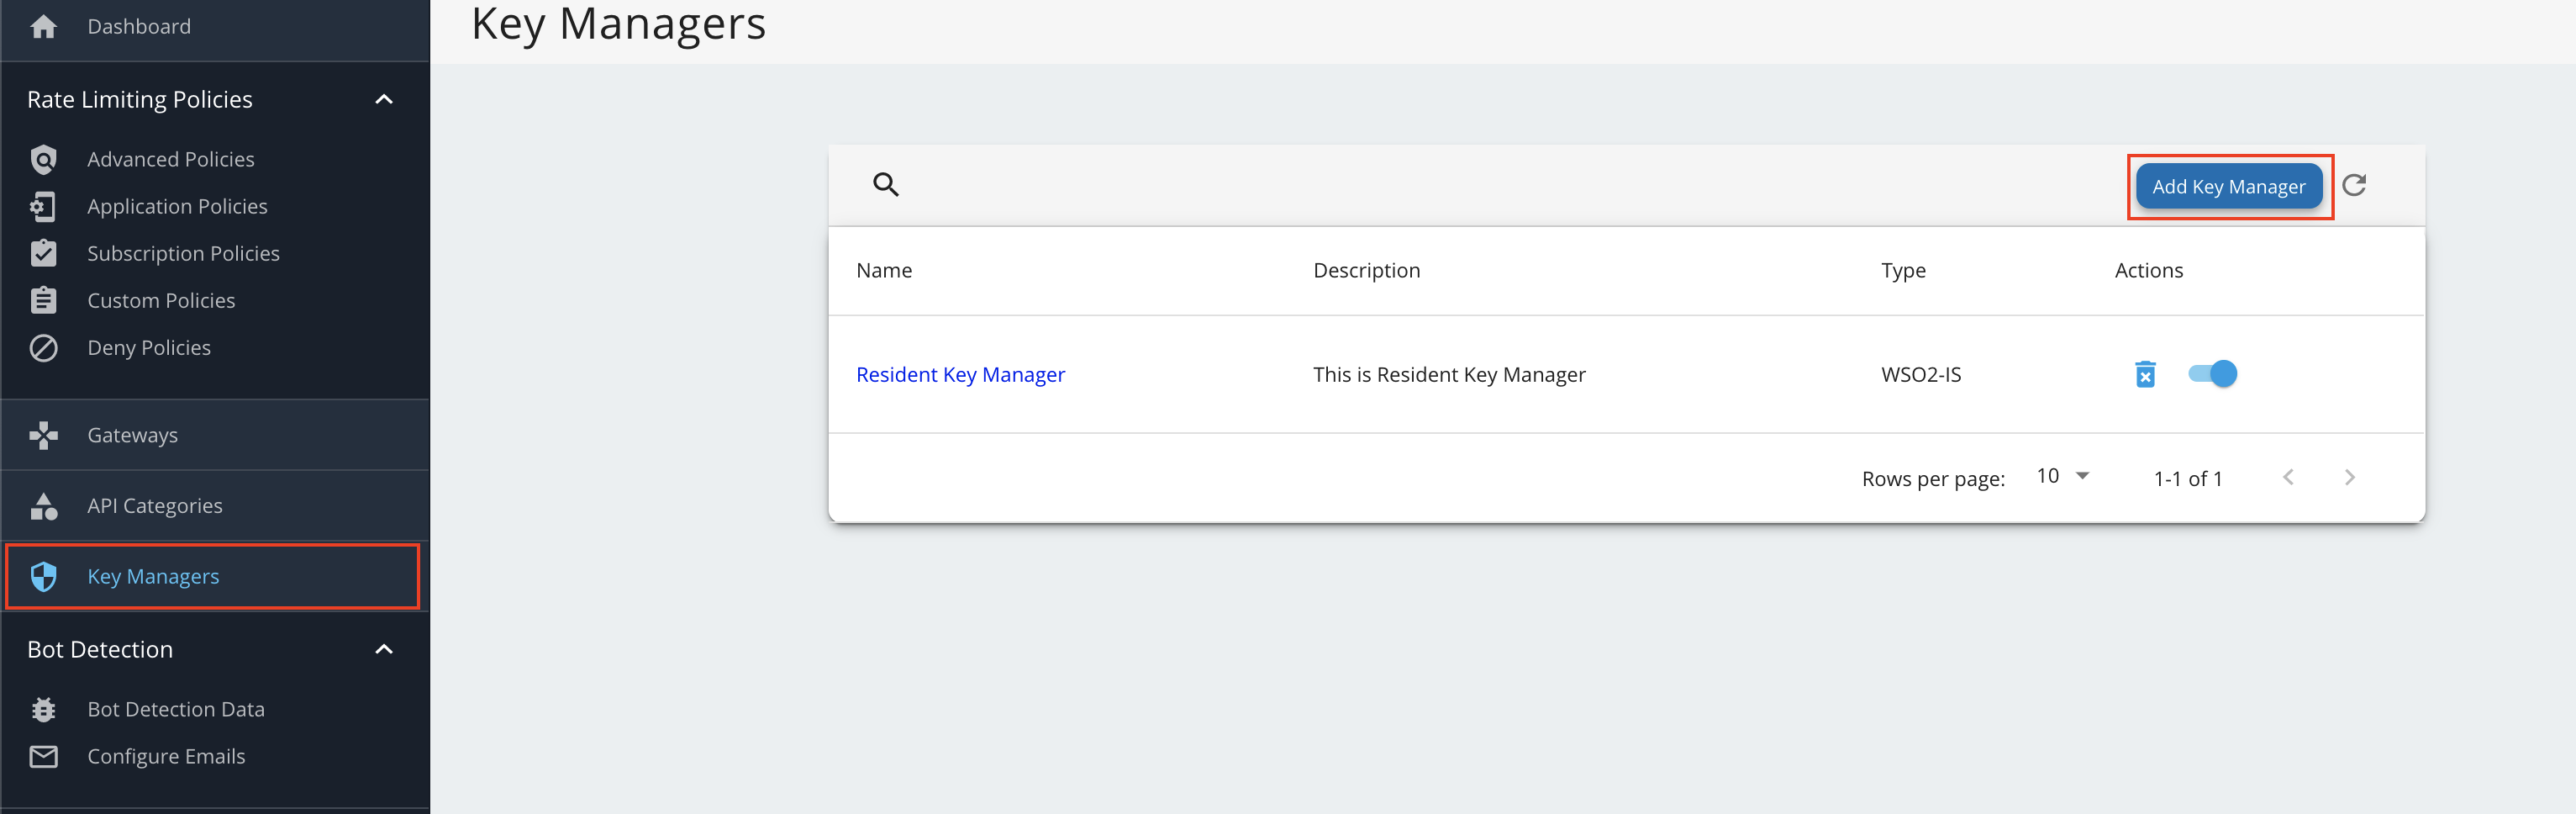 Dashboard
Rate Limiting Policies
Advanced Policies
Application Policies
Subscription Policies
Custom Policies
Deny Policies
Gateways
API Categories
Key Managers
Bot Detection
Bot Detection Data
Configure Emails
Key Managers
Add Key Manager
Name Description Type Actions
Resident Key Manager This is Resident Key Manager WSO2-IS
Rows per page: 10 1-1 of 1